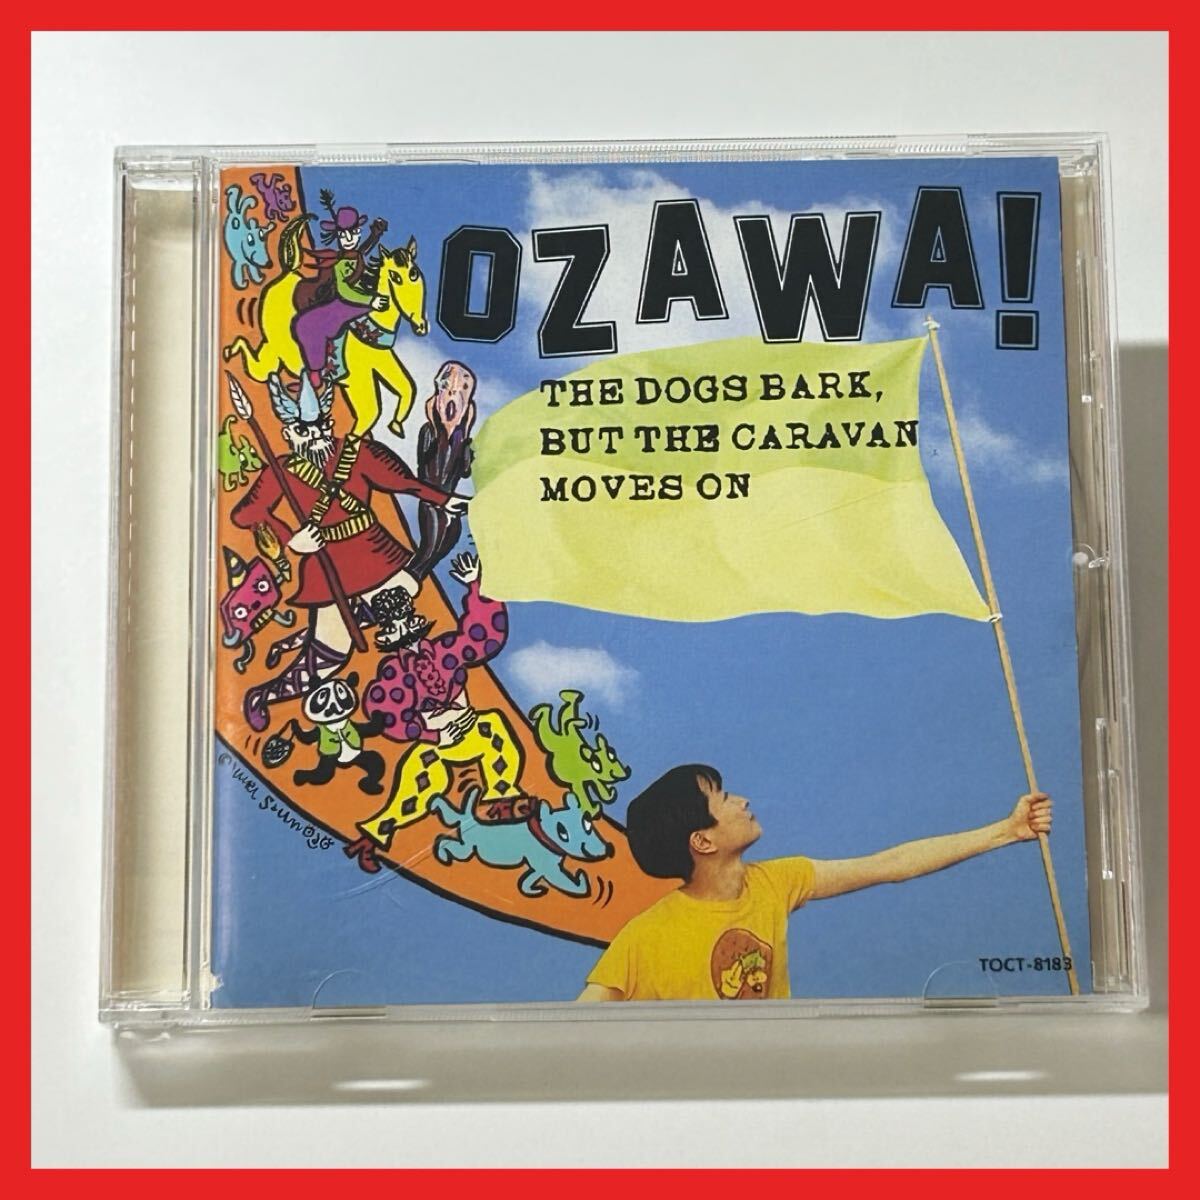 OZAWA!
THE DOGS BARK,
BUT THE CARAVAN
MOVES ON
TOCT-8183